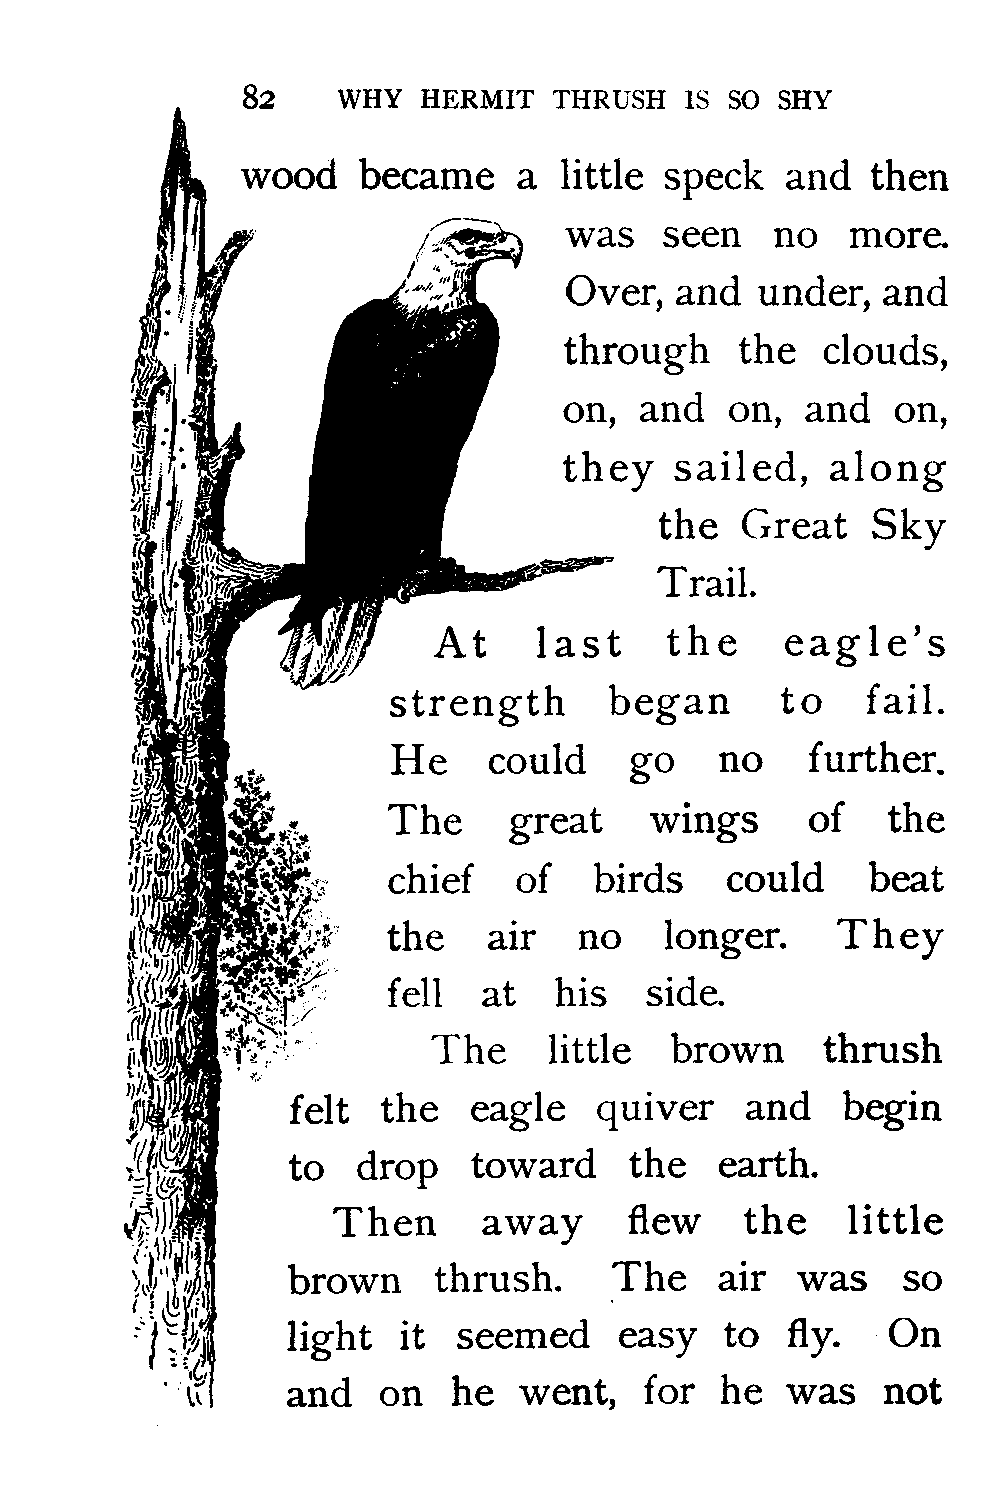 82 WHY HERMIT THRUSH IS SO SHY
wood became a little speck and then
was seen no more.
Over, and under, and
through the clouds,
on, and on, and on,
they sailed, along
the Great Sky
Trail.
At last the eagle's
strength began to fail.
He could go no further.
The great wings of the
chief of birds could beat
the air no longer. They
fell at his side.
The little brown thrush
felt the eagle quiver and begin
to drop toward the earth.
Then away flew the little
brown thrush. The air was so
light it seemed easy to fly. On
and on he went, for he was not